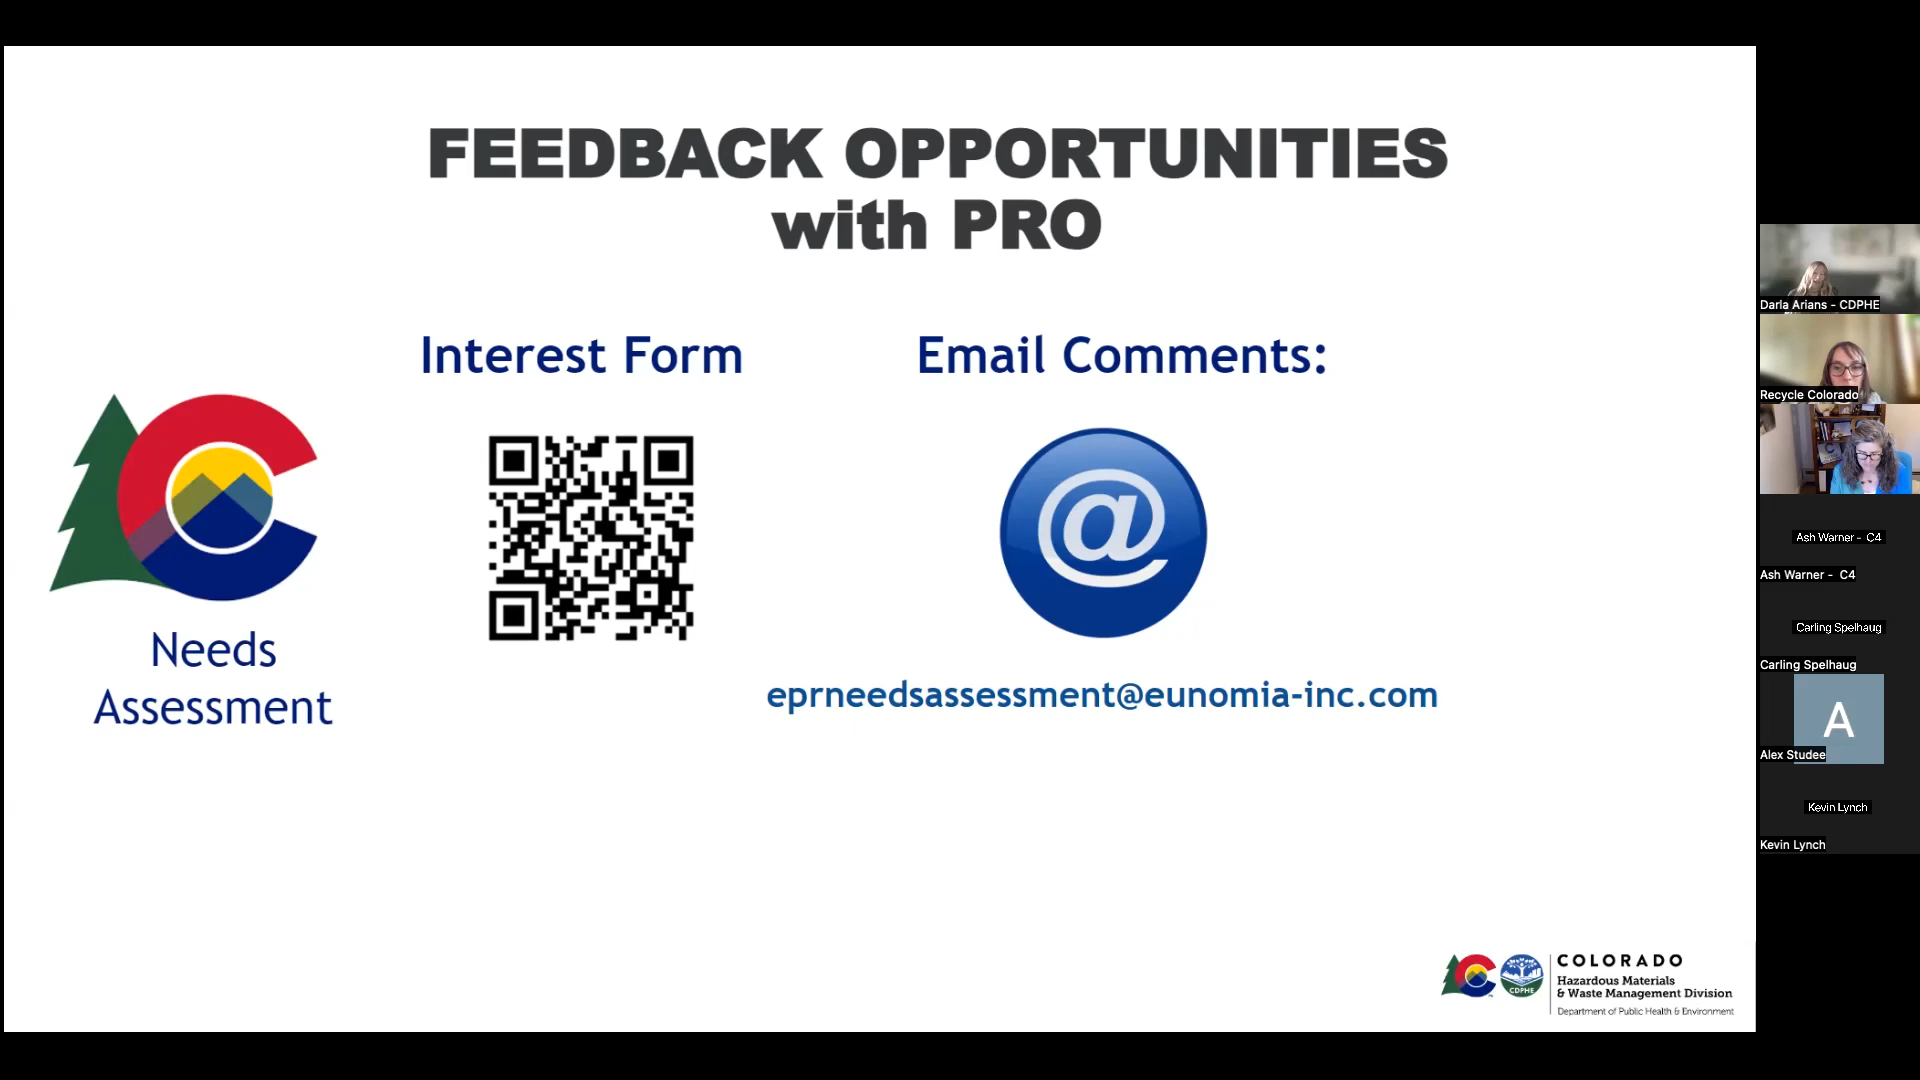 FEEDBACK OPPORTUNITIES
with PRO
Interest Form
Email Comments:
@
Needs
Assessment
eprneedsassessment@eunomia-inc.com
CDPHE
COLORADO
Hazardous Materials
& Waste Management Division
Department of Public Health & Environment
Daria Arians - CDPHE
Recycle Colorado
Ash Warner - C4
Ash Warner - C4
Carling Spelhaug
Carling Spelhaug
A
Alex Studee
Kevin Lynch
Kevin Lynch